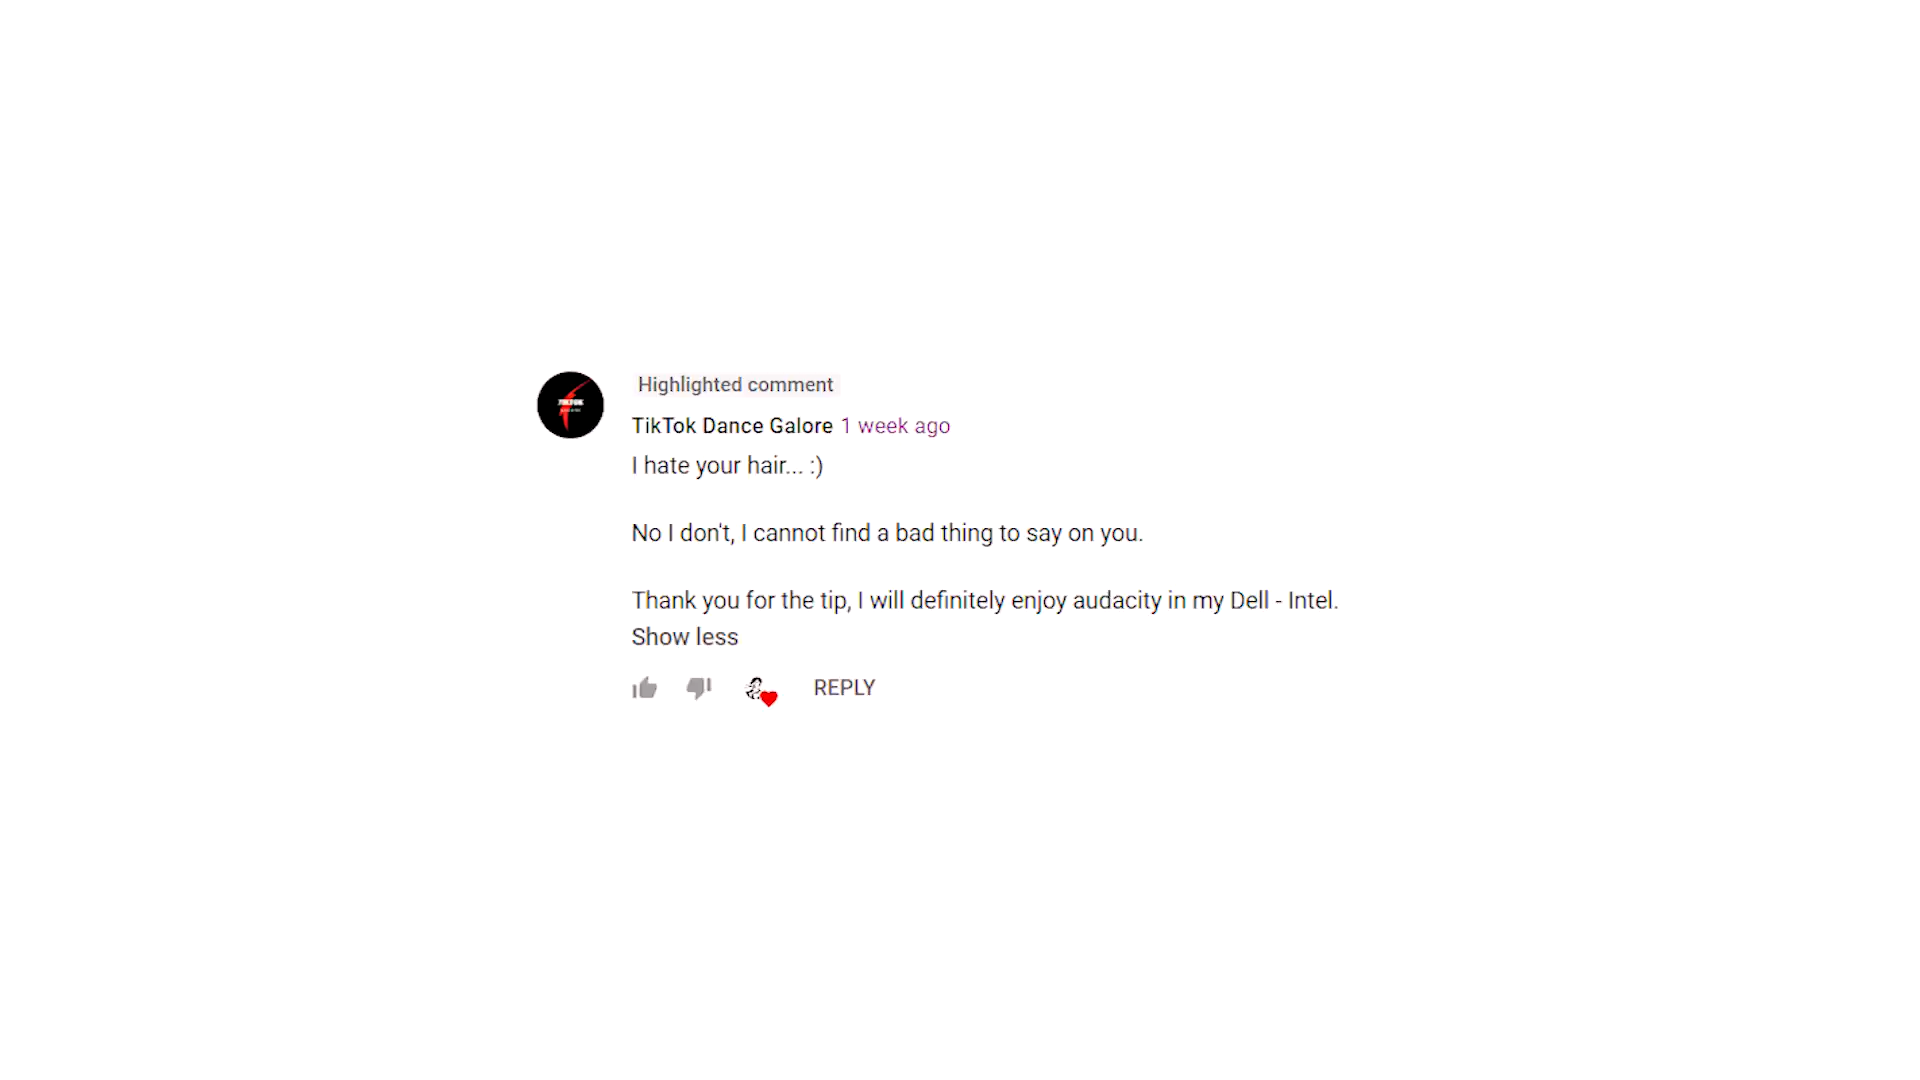 Highlighted comment
TikTok Dance Galore 1 week ago
I hate your hair... :)
No I don't, I cannot find a bad thing to say on you.
Thank you for the tip, I will definitely enjoy audacity in my Dell - Intel.
Show less
REPLY